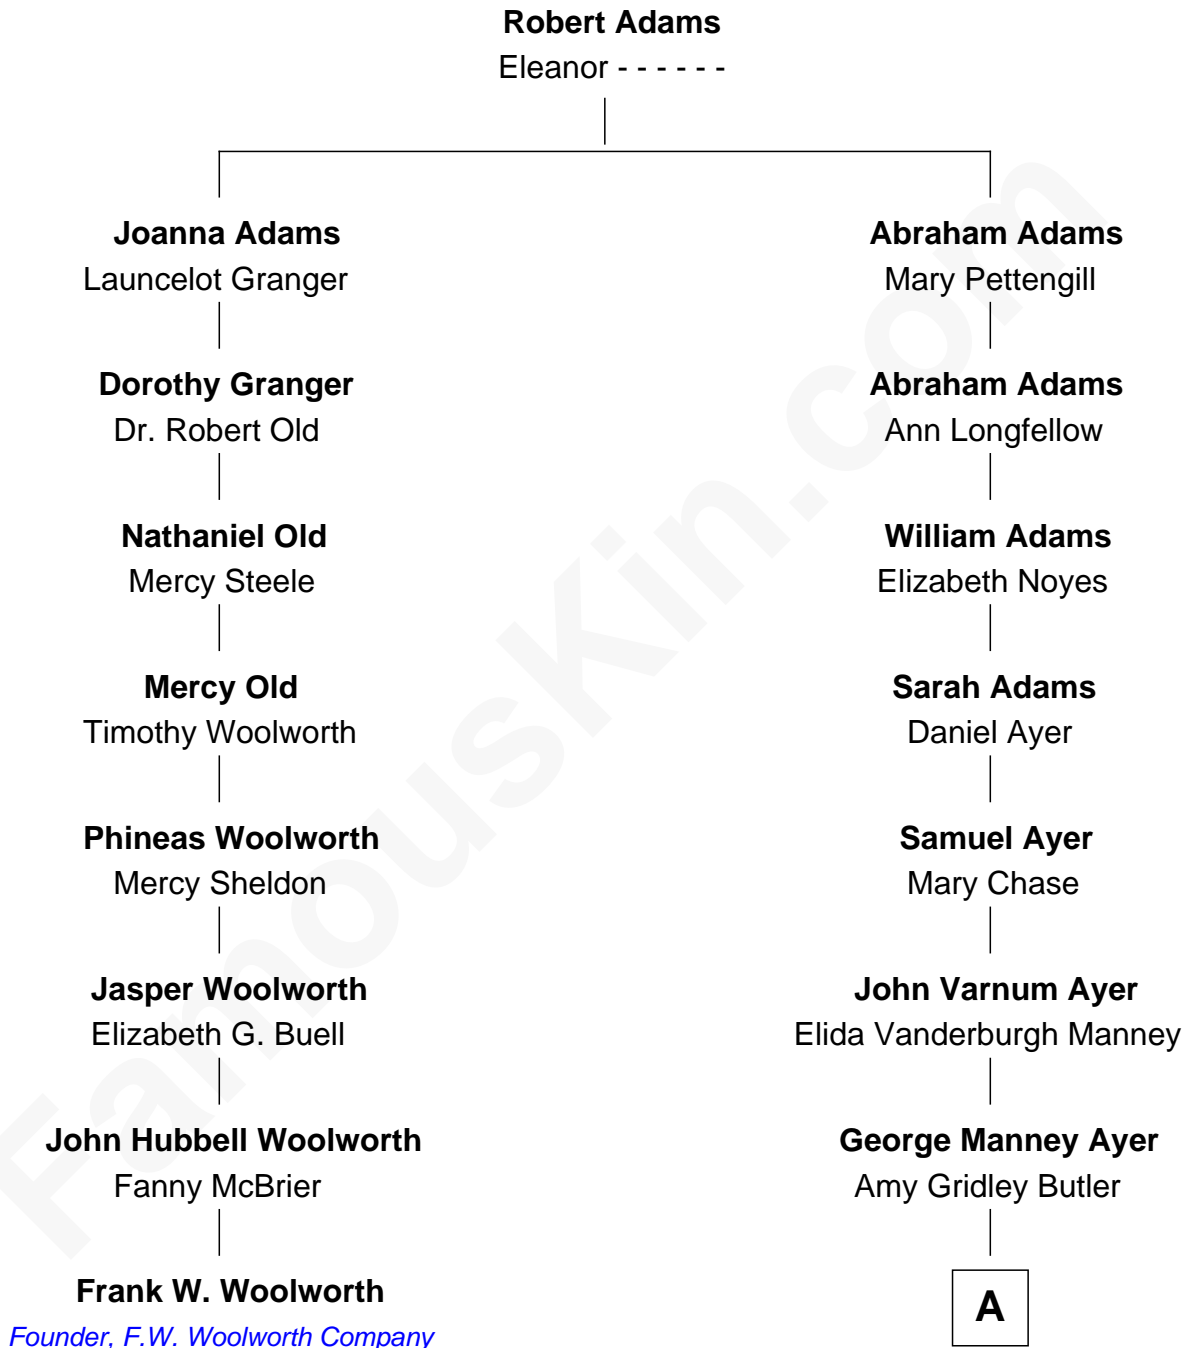 Robert Adams
Eleanor - - - - - -
Joanna Adams
Launcelot Granger
Abraham Adams
Mary Pettengill
Dorothy Granger
Dr. Robert Old
Abraham Adams
Ann Longfellow
Nathaniel Old
Mercy Steele
William Adams
Elizabeth Noyes
Mercy Old
Timothy Woolworth
Sarah Adams
Daniel Ayer
Phineas Woolworth
Mercy Sheldon
Samuel Ayer
Mary Chase
Jasper Woolworth
Elizabeth G. Buell
John Varnum Ayer
Elida Vanderburgh Manney
John Hubbell Woolworth
Fanny McBrier
George Manney Ayer
Amy Gridley Butler
Frank W. Woolworth
Founder, F.W. Woolworth Company
A
FamousKin.com